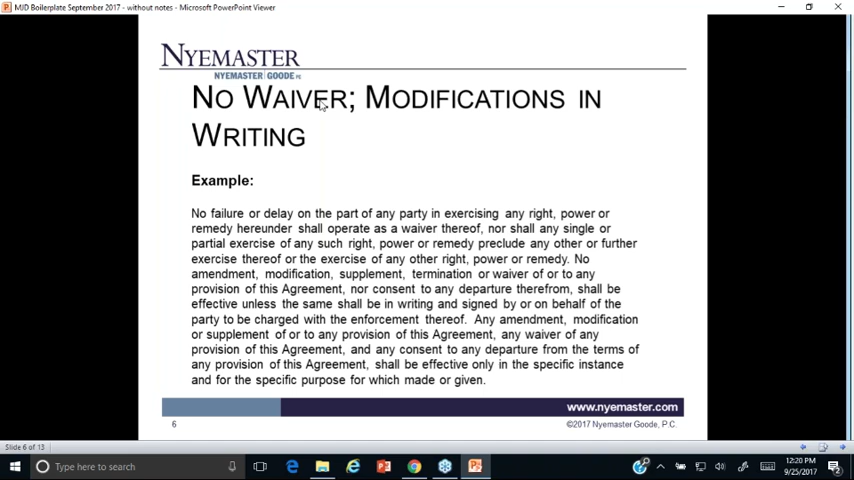 MJD Boilerplate September 2017 - without notes - Microsoft PowerPoint Viewer
NYEMASTER
NYEMASTER | GOODE PC
NO WAIVER; MODIFICATIONS IN
WRITING
Example:
No failure or delay on the part of any party in exercising any right, power or
remedy hereunder shall operate as a waiver thereof, nor shall any single or
partial exercise of any such right, power or remedy preclude any other or further
exercise thereof or the exercise of any other right, power or remedy. No
amendment, modification, supplement, termination or waiver of or to any
provision of this Agreement, nor consent to any departure therefrom, shall be
effective unless the same shall be in writing and signed by or on behalf of the
party to be charged with the enforcement thereof. Any amendment, modification
or supplement of or to any provision of this Agreement, any waiver of any
provision of this Agreement, and any consent to any departure from the terms of
any provision of this Agreement, shall be effective only in the specific instance
and for the specific purpose for which made or given.
www.nyemaster.com
6
©2017 Nyemaster Goode, P.C.
Slide 6 of 13
Type here to search
12:20 PM
9/25/2017
2